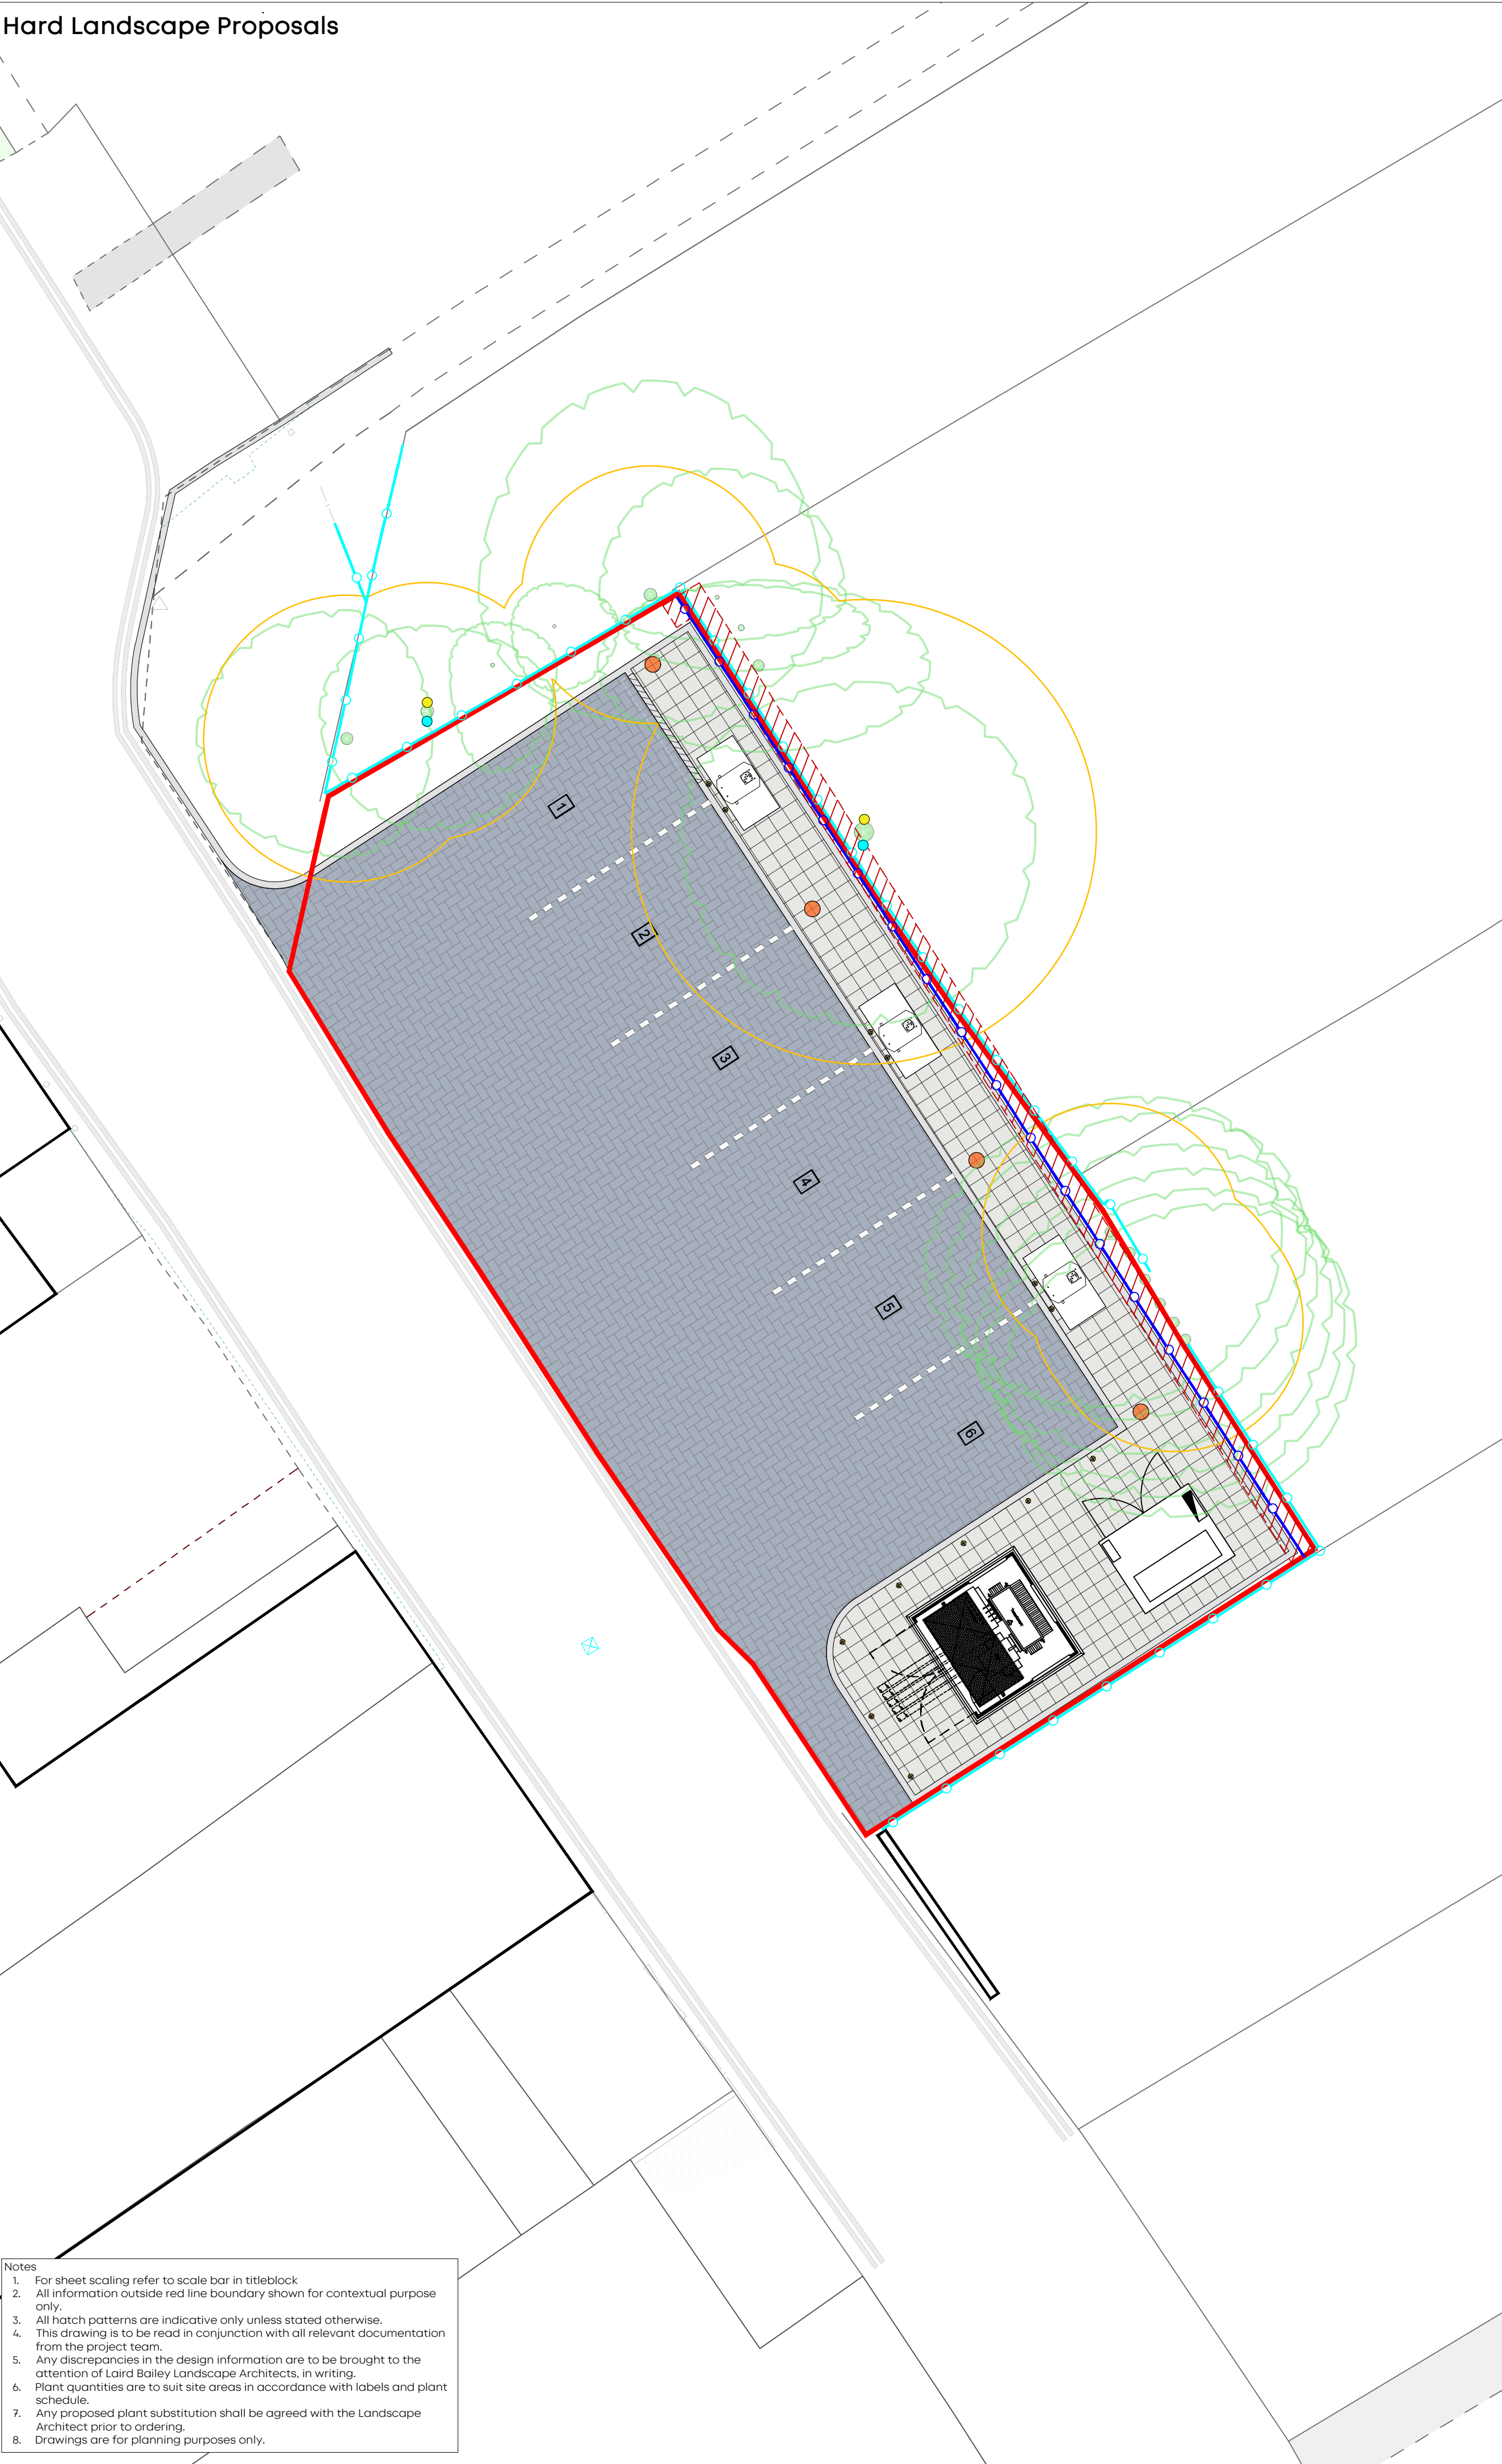 Hard Landscape Proposals
1
2
3
4
5
6
Notes
1. For sheet scaling refer to scale bar in titleblock
2. All information outside red line boundary shown for contextual purpose
only.
3. All hatch patterns are indicative only unless stated otherwise.
4. This drawing is to be read in conjunction with all relevant documentation
from the project team.
5. Any discrepancies in the design information are to be brought to the
attention of Laird Bailey Landscape Architects, in writing.
6. Plant quantities are to suit site areas in accordance with labels and plant
schedule.
7. Any proposed plant substitution shall be agreed with the Landscape
Architect prior to ordering.
8. Drawings are for planning purposes only.